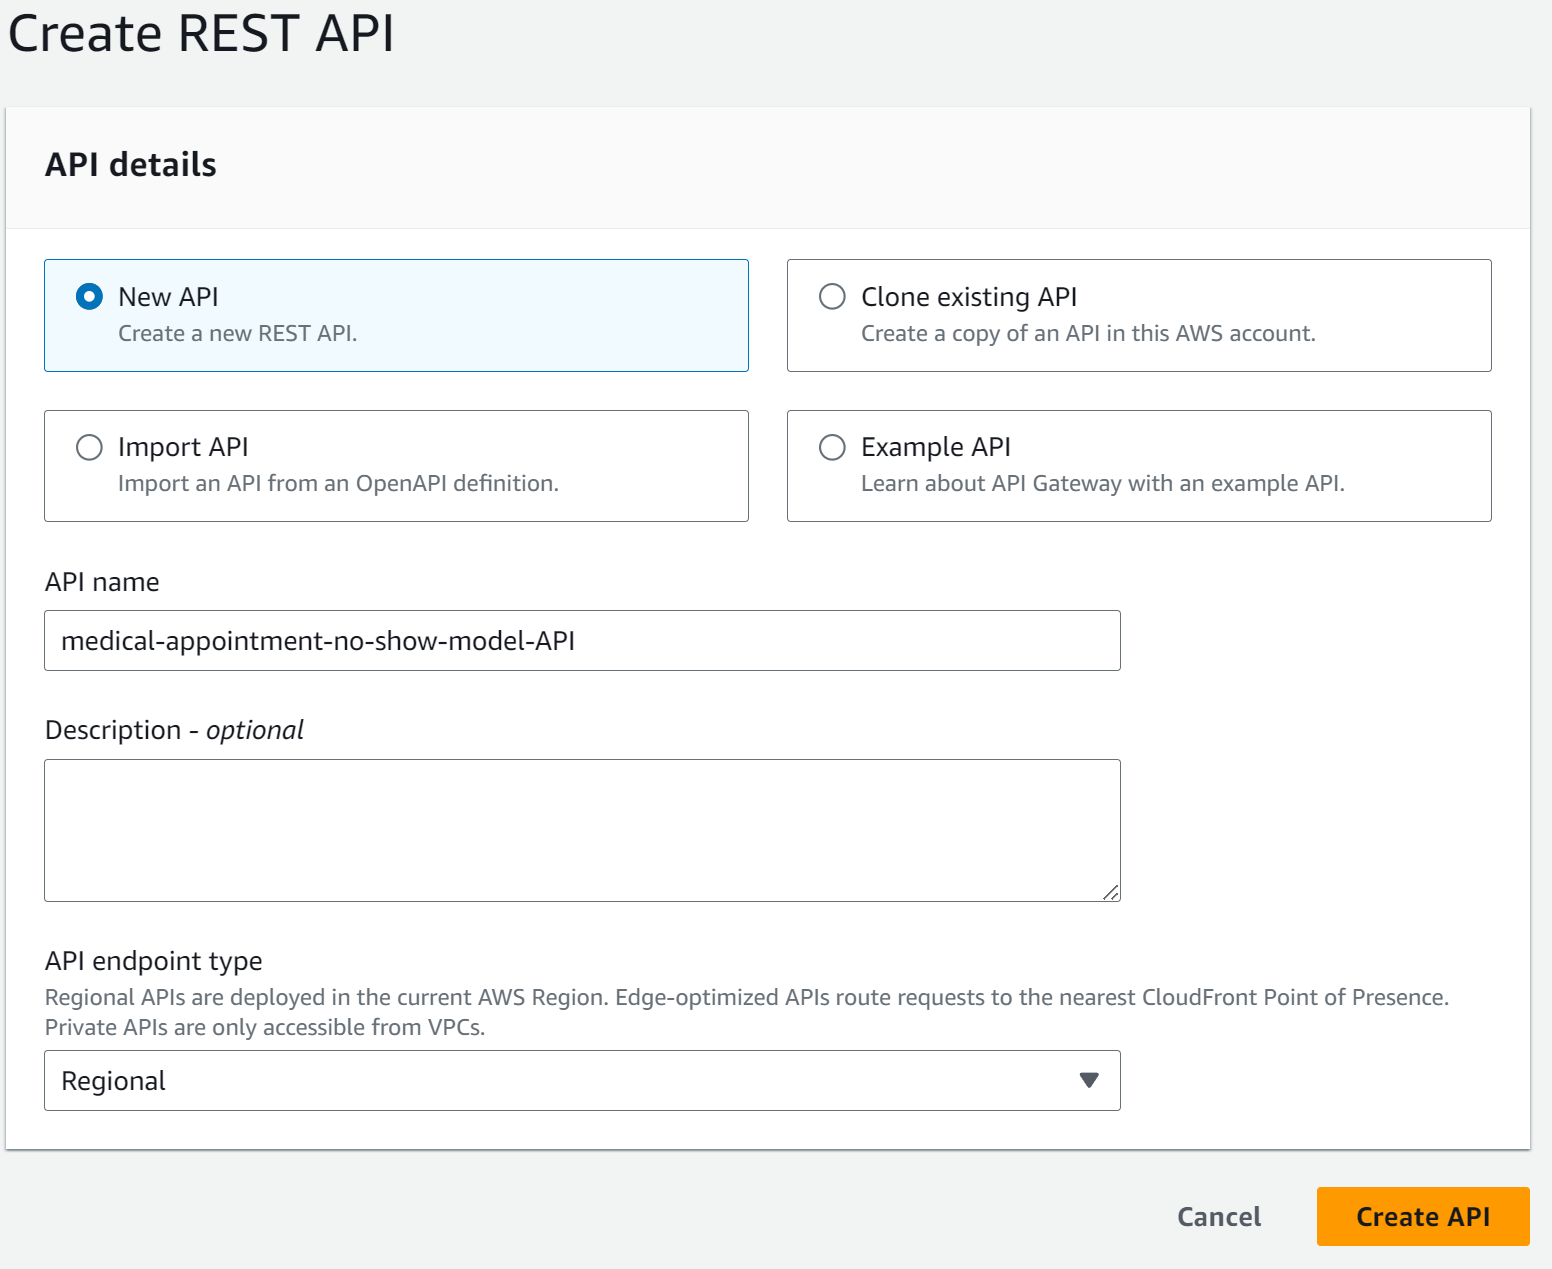 Create REST API
API details
New API
Create a new REST API.
Clone existing API
Create a copy of an API in this AWS account.
Import API
Import an API from an OpenAPI definition.
Example API
Learn about API Gateway with an example API.
API name
medical-appointment-no-show-model-API
Description - optional
API endpoint type
Regional APIs are deployed in the current AWS Region. Edge-optimized APIs route requests to the nearest CloudFront Point of Presence.
Private APIs are only accessible from VPCs.
Regional
Cancel
Create API